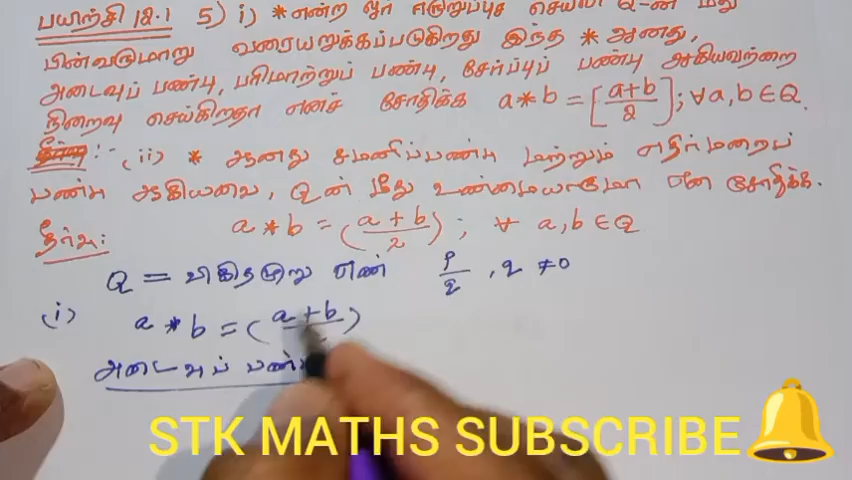 பயிற்சி 12.1 5) i) * என்ற ஓர் ஈருறுப்புச் செயலி Q-ன் மீது
பின்வருமாறு வரையறுக்கப்படுகிறது இந்த * ஆனது,
அடைவுப் பண்பு, பரிமாற்றுப் பண்பு, சேர்ப்புப் பண்பு ஆகியவற்றை
நிறைவு செய்கிறதா எனச் சோதிக்க a * b = [a+b/2] ; ∀ a, b ∈ Q.
:- (ii) * ஆனது சமனிப்பண்பு மற்றும் எதிர்மறைப்
பண்பு ஆகியவை, Qன் மீது உண்மையாகுமோ என சோதிக்க.
a * b = (a + b/2) ; ∀ a, b ∈ Q
தீர்வு:
Q = விகிதமுறு எண் p/q , q ≠ 0
(i) a * b = (a+b)
அடைவுப் பண்பு
STK MATHS SUBSCRIBE